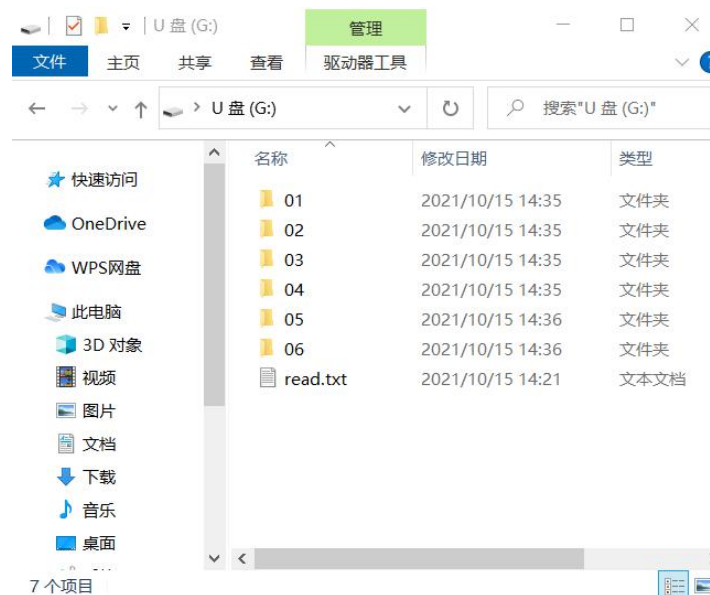 U 盘 (G:)
管理
文件 主页 共享 查看 驱动器工具
U 盘 (G:)
搜索"U 盘 (G:)"
快速访问
OneDrive
WPS网盘
此电脑
3D 对象
视频
图片
文档
下载
音乐
桌面
名称 修改日期 类型
01 2021/10/15 14:35 文件夹
02 2021/10/15 14:35 文件夹
03 2021/10/15 14:35 文件夹
04 2021/10/15 14:35 文件夹
05 2021/10/15 14:36 文件夹
06 2021/10/15 14:36 文件夹
read.txt 2021/10/15 14:21 文本文档
7 个项目